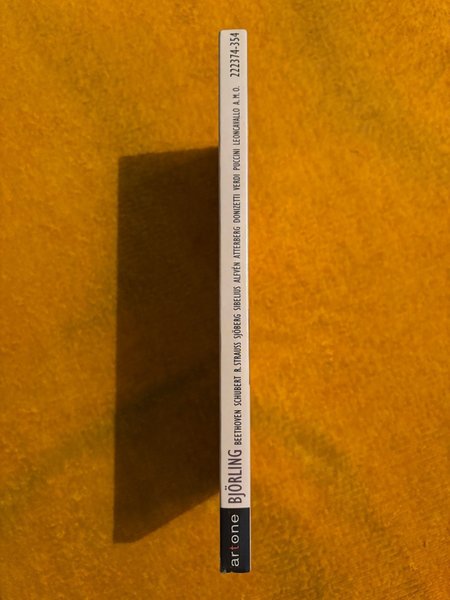 artone BJÖRLING BEETHOVEN SCHUBERT R. STRAUSS SJÖBERG SIBELIUS ALFVÉN ATTERBERG DONIZETTI VERDI PUCCINI LEONCAVALLO A.M.O. 222374-354